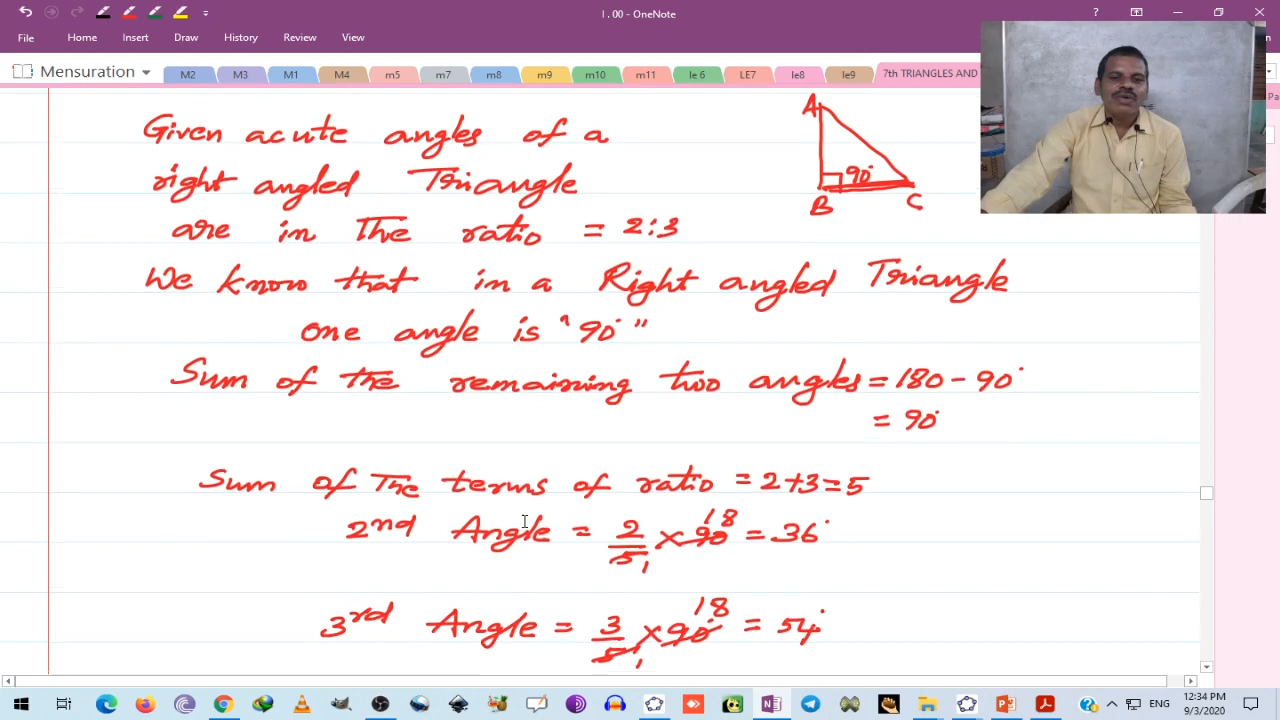 1.00 - OneNote
File Home Insert Draw History Review View
Mensuration M2 M3 M1 M4 m5 m7 m8 m9 m10 m11 le 6 LE7 le8 le9 7th TRIANGLES AND
Given acute angles of a
right angled Triangle
are in The ratio = 2:3
A
90°
B C
We know that in a Right angled Triangle
one angle is "90°"
Sum of the remaining two angles = 180 - 90°
= 90°
Sum of The terms of ratio = 2+3=5
2nd Angle = 2/5 × 90 = 36°
18
1
3rd Angle = 3/5 × 90° = 54°
18
1
ENG
12:34 PM
9/3/2020